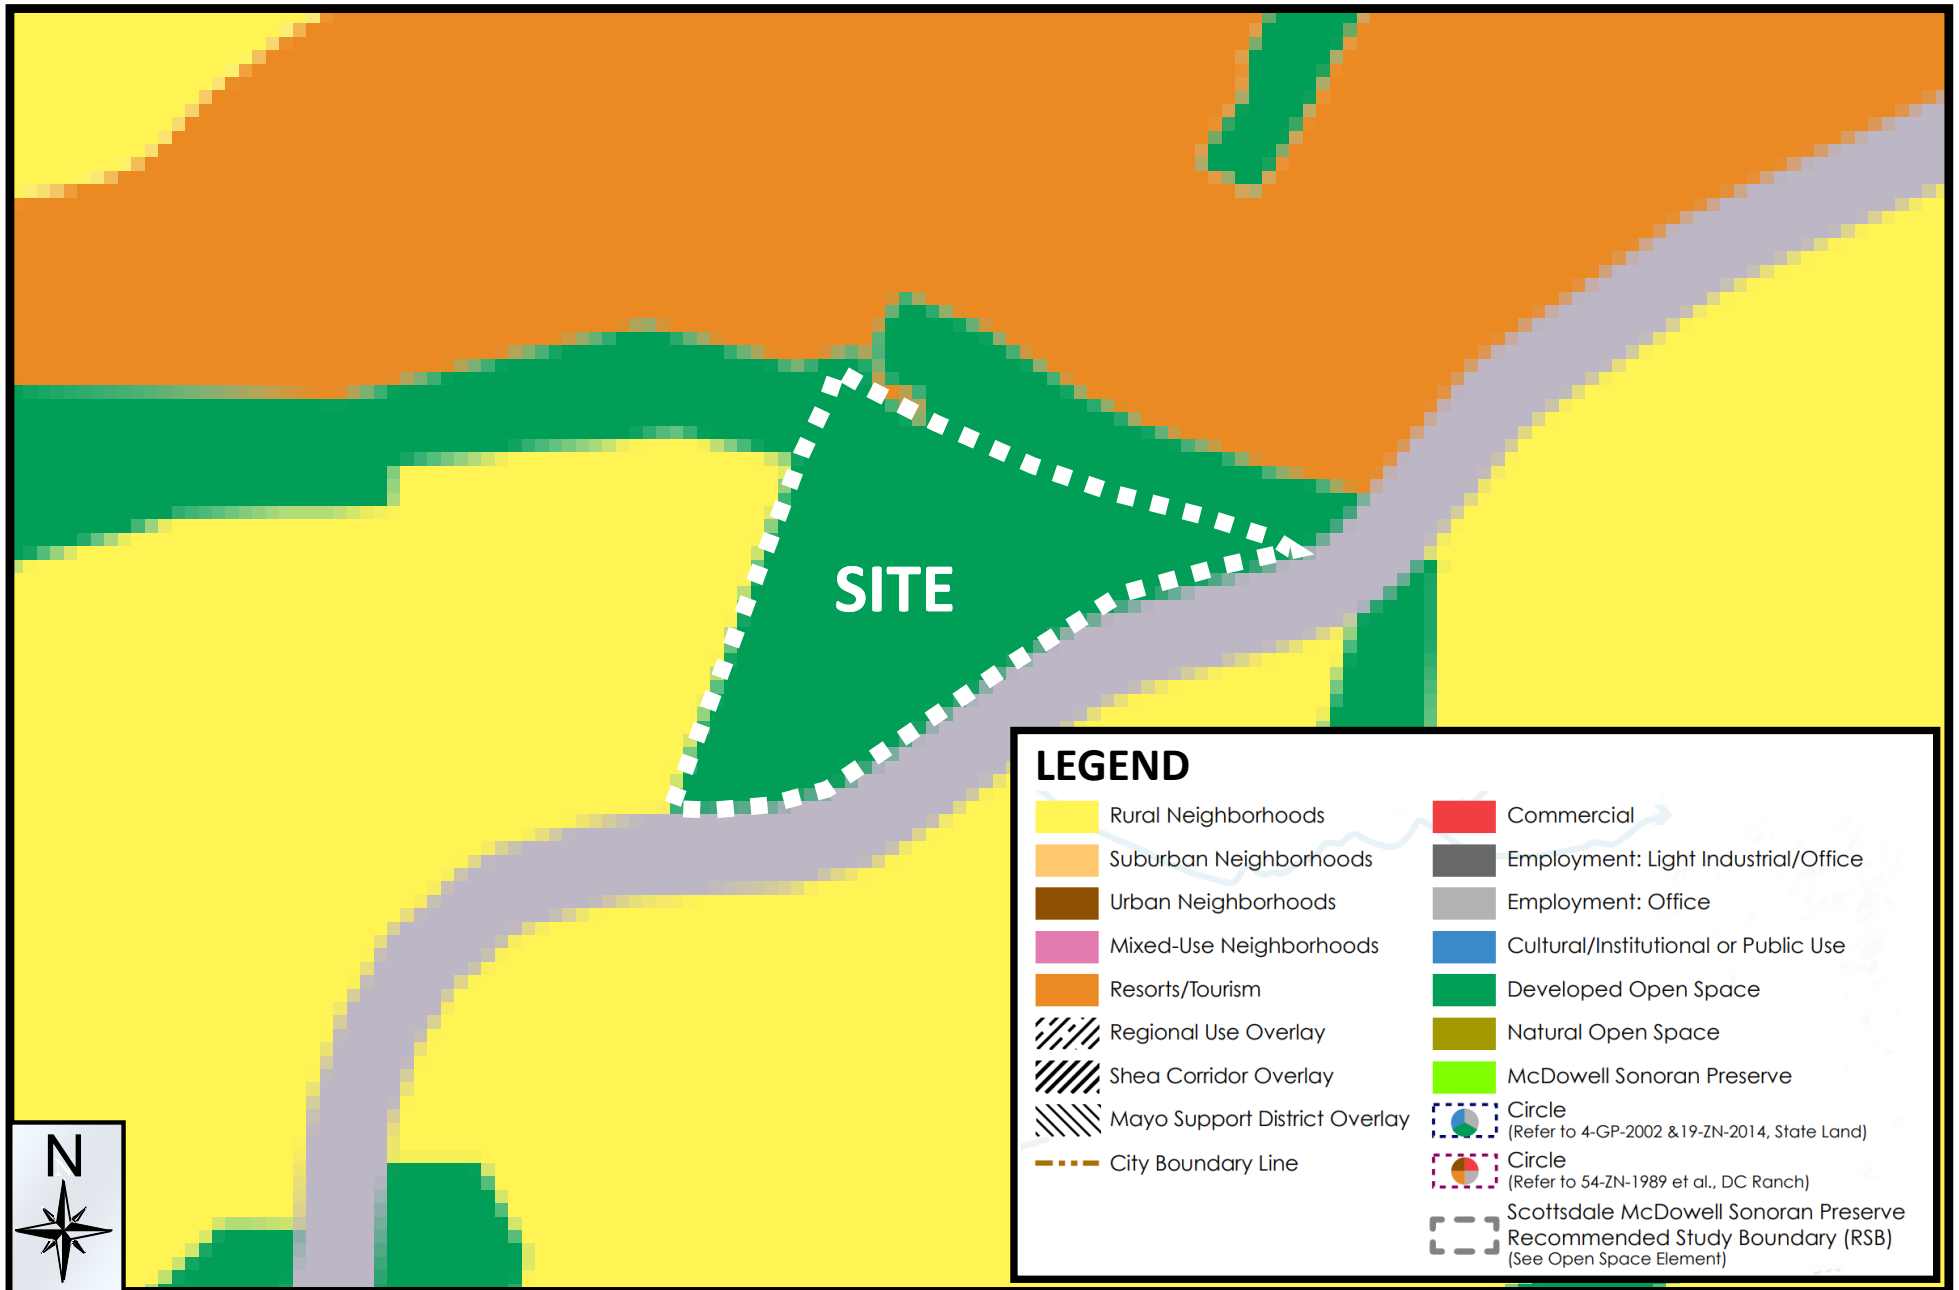 SITE
LEGEND
Rural Neighborhoods
Suburban Neighborhoods
Urban Neighborhoods
Mixed-Use Neighborhoods
Resorts/Tourism
Regional Use Overlay
Shea Corridor Overlay
Mayo Support District Overlay
City Boundary Line
Commercial
Employment: Light Industrial/Office
Employment: Office
Cultural/Institutional or Public Use
Developed Open Space
Natural Open Space
McDowell Sonoran Preserve
Circle
(Refer to 4-GP-2002 &19-ZN-2014, State Land)
Circle
(Refer to 54-ZN-1989 et al., DC Ranch)
Scottsdale McDowell Sonoran Preserve
Recommended Study Boundary (RSB)
(See Open Space Element)
N